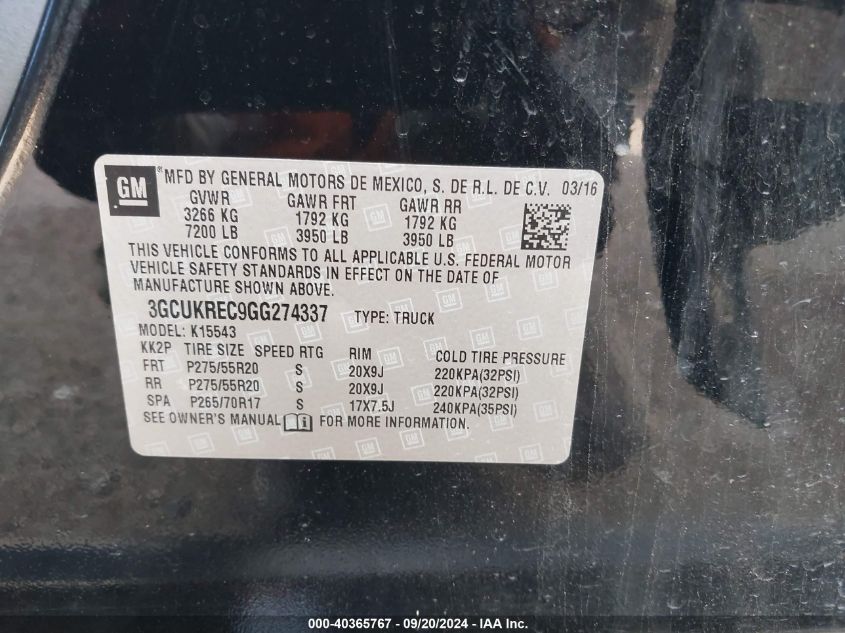 GM ® MFD BY GENERAL MOTORS DE MEXICO, S. DE R.L. DE C.V. 03/16
GVWR GAWR FRT GAWR RR
3266 KG 1792 KG 1792 KG
7200 LB 3950 LB 3950 LB
THIS VEHICLE CONFORMS TO ALL APPLICABLE U.S. FEDERAL MOTOR
VEHICLE SAFETY STANDARDS IN EFFECT ON THE DATE OF
MANUFACTURE SHOWN ABOVE.
3GCUKREC9GG274337 TYPE: TRUCK
MODEL: K15543
KK2P TIRE SIZE SPEED RTG RIM COLD TIRE PRESSURE
FRT P275/55R20 S 20X9J 220KPA(32PSI)
RR P275/55R20 S 20X9J 220KPA(32PSI)
SPA P265/70R17 S 17X7.5J 240KPA(35PSI)
SEE OWNER'S MANUAL i FOR MORE INFORMATION.
000-40365767 - 09/20/2024 - IAA Inc.